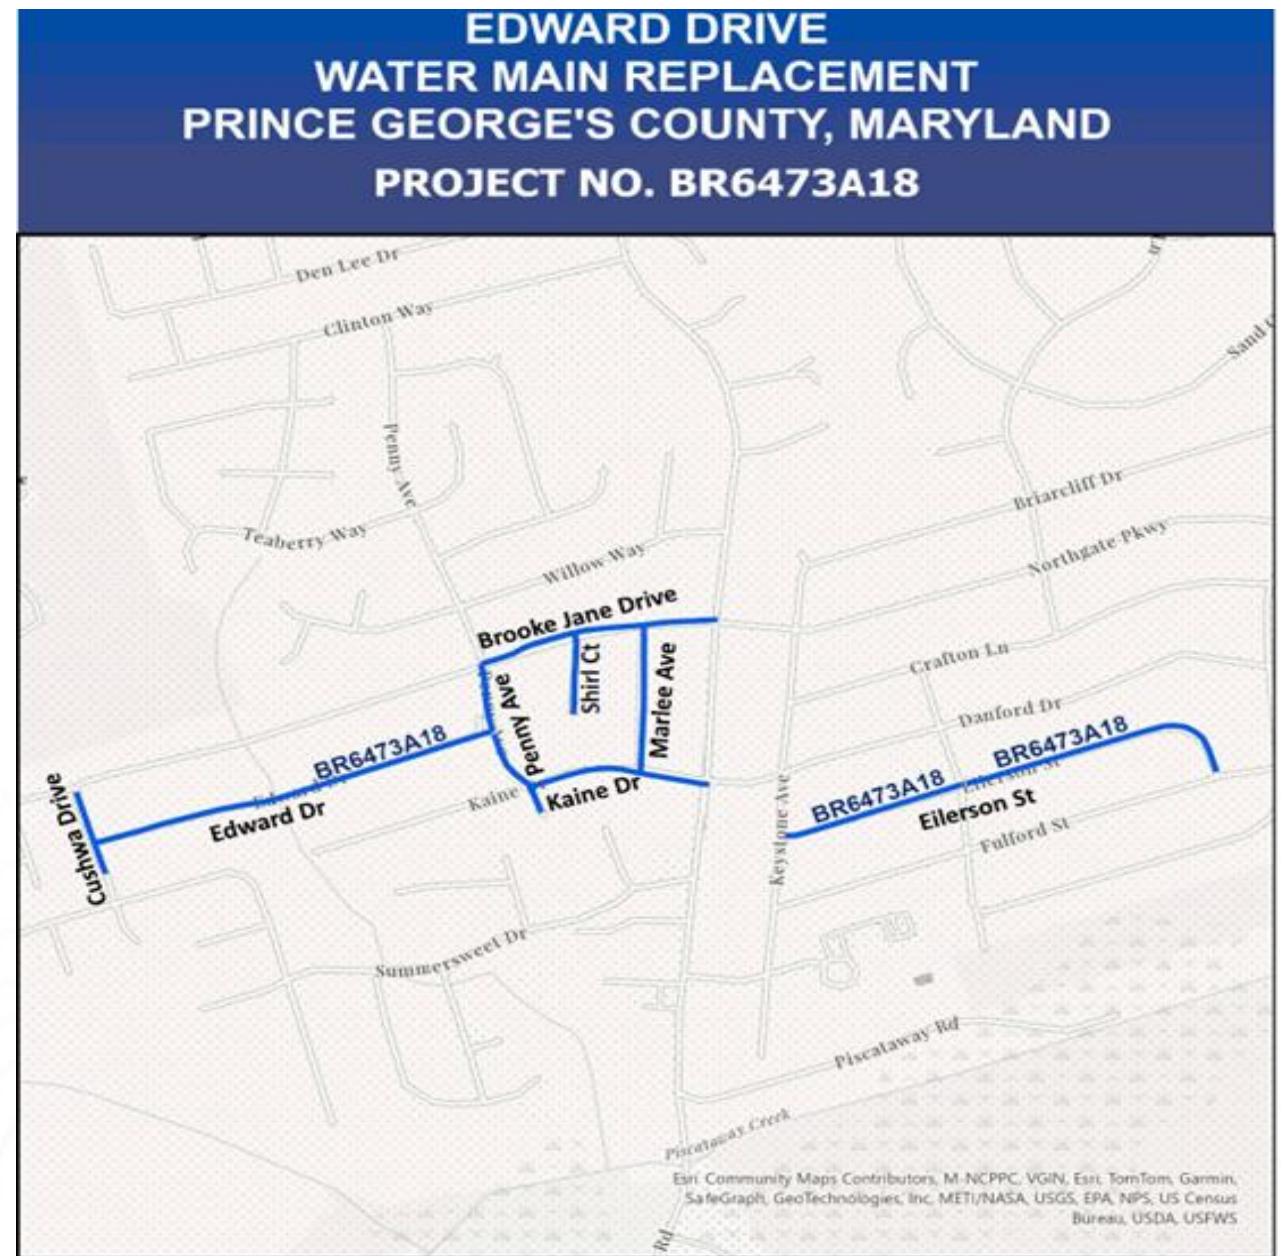 EDWARD DRIVE
WATER MAIN REPLACEMENT
PRINCE GEORGE'S COUNTY, MARYLAND
PROJECT NO. BR6473A18
Den Lee Dr
Clinton Way
Sand
Penny Ave
Briarcliff Dr
Teaberry Way
Northgate Pkwy
Willow Way
Brooke Jane Drive
Shirl Ct
Marlee Ave
Crafton Ln
Penny Ave
Danford Dr
BR6473A18
BR6473A18
Cushwa Drive
Edward Dr
Kaine
Kaine Dr
Keystone Ave
BR6473A18
Eilerson St
Eilerson St
Fulford St
Summersweet Dr
Piscataway Rd
Piscataway Creek
Esri Community Maps Contributors, M-NCPPC, VGIN, Esri, TomTom, Garmin,
SafeGraph, GeoTechnologies, Inc, METI/NASA, USGS, EPA, NPS, US Census
Bureau, USDA, USFWS
Rd